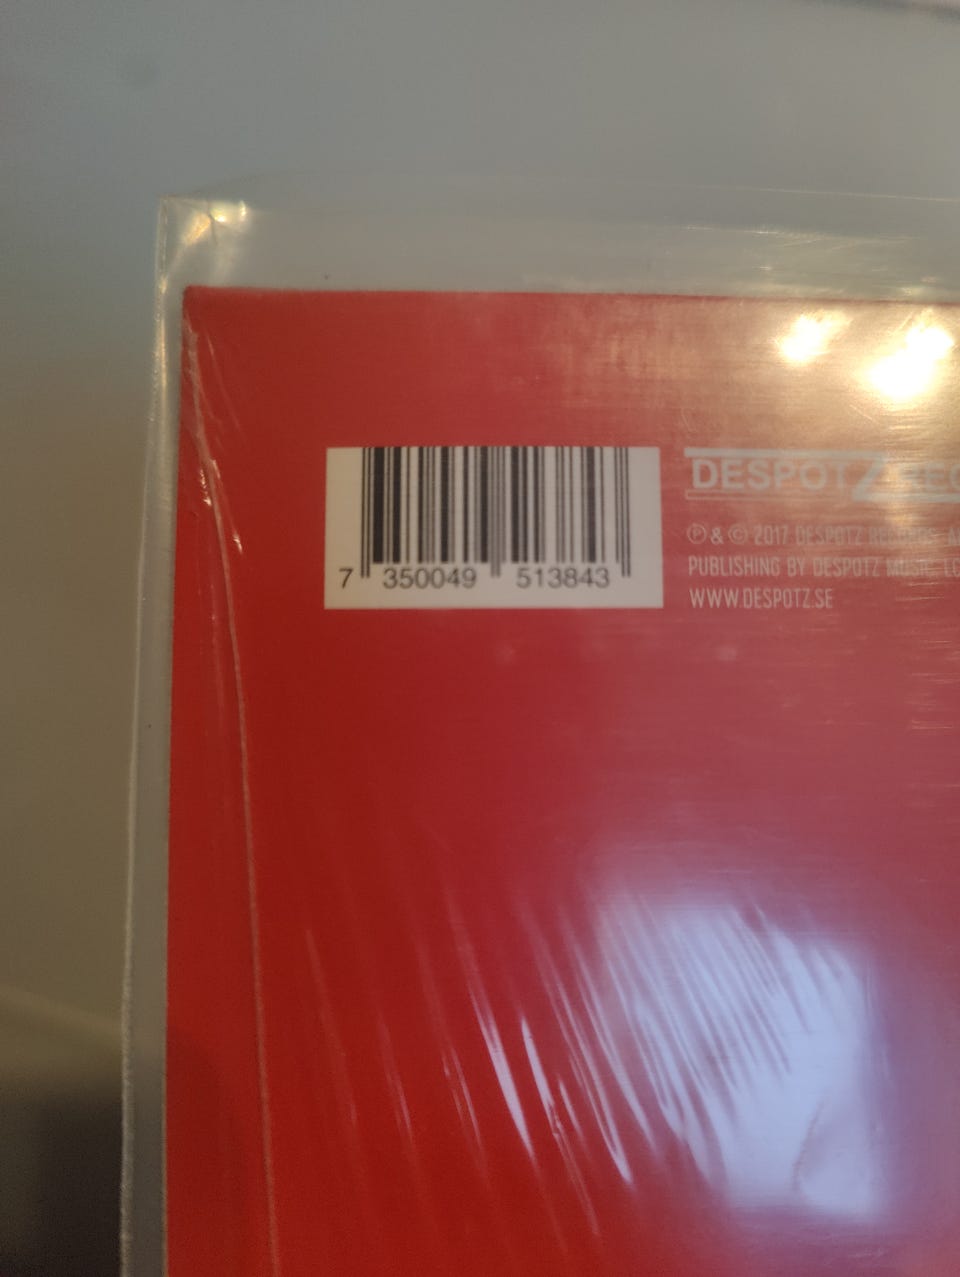 7 350049 513843
DESPOTZ
℗ & © 2017 DESPOTZ RECORDS.
PUBLISHING BY DESPOTZ MUSIC.
WWW.DESPOTZ.SE